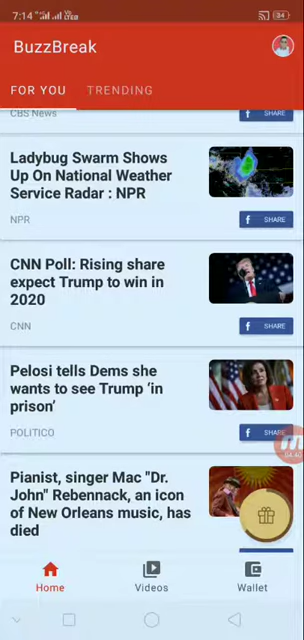 7:14
34
BuzzBreak
FOR YOU
TRENDING
CBS News
SHARE
Ladybug Swarm Shows
Up On National Weather
Service Radar : NPR
NPR
SHARE
CNN Poll: Rising share
expect Trump to win in
2020
CNN
SHARE
Pelosi tells Dems she
wants to see Trump ‘in
prison’
POLITICO
SHARE
04:40
Pianist, singer Mac "Dr.
John" Rebennack, an icon
of New Orleans music, has
died
Home
Videos
Wallet